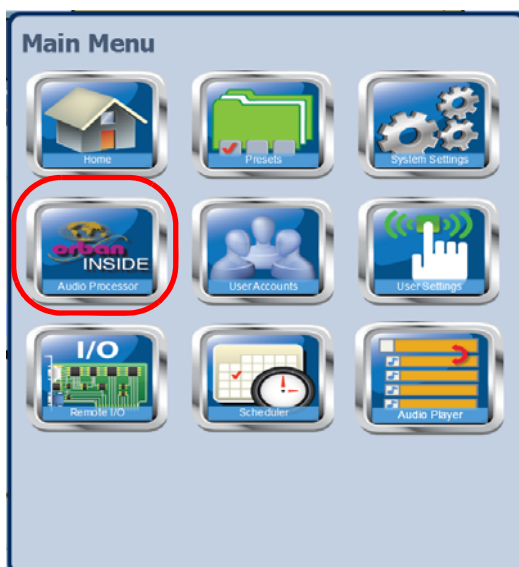 Main Menu
Home
Presets
System Settings
orban
INSIDE
Audio Processor
User Accounts
User Settings
I/O
Remote I/O
Scheduler
Audio Player